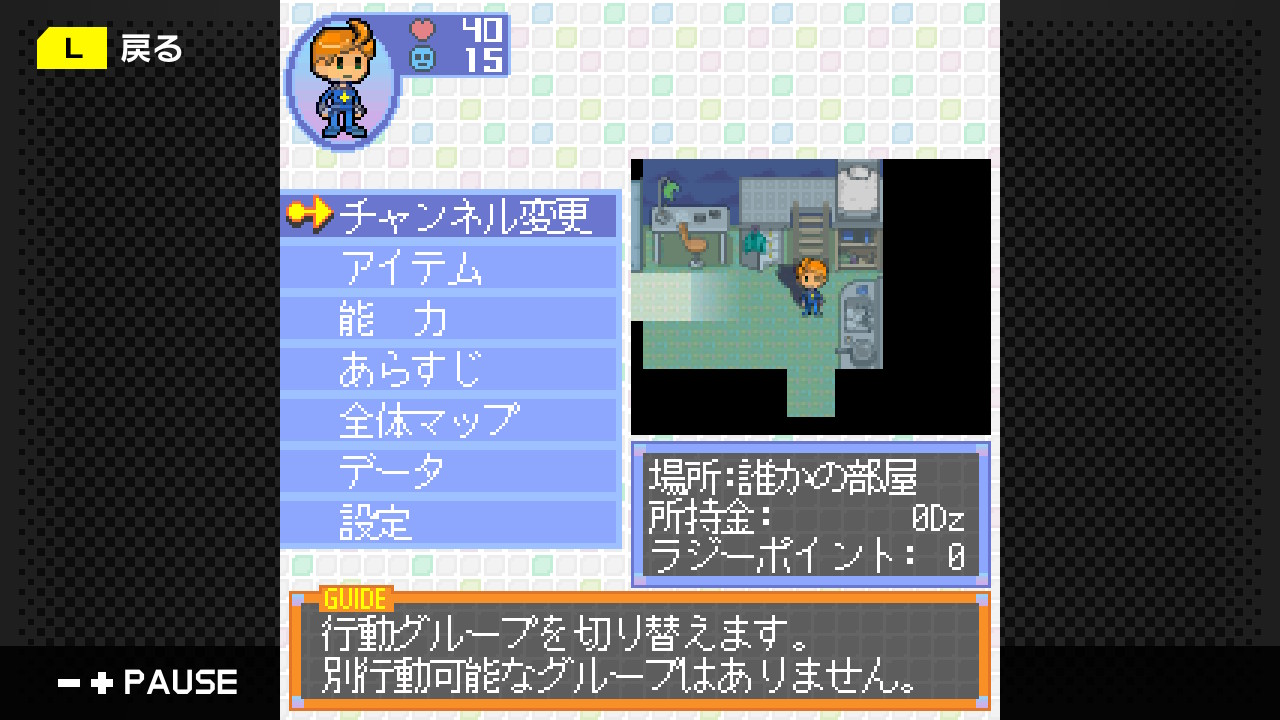 L 戻る
40
15
チャンネル変更
アイテム
能　力
あらすじ
全体マップ
データ
設定
場所:誰かの部屋
所持金: 0Dz
ラジーポイント: 0
GUIDE
行動グループを切り替えます。
別行動可能なグループはありません。
PAUSE